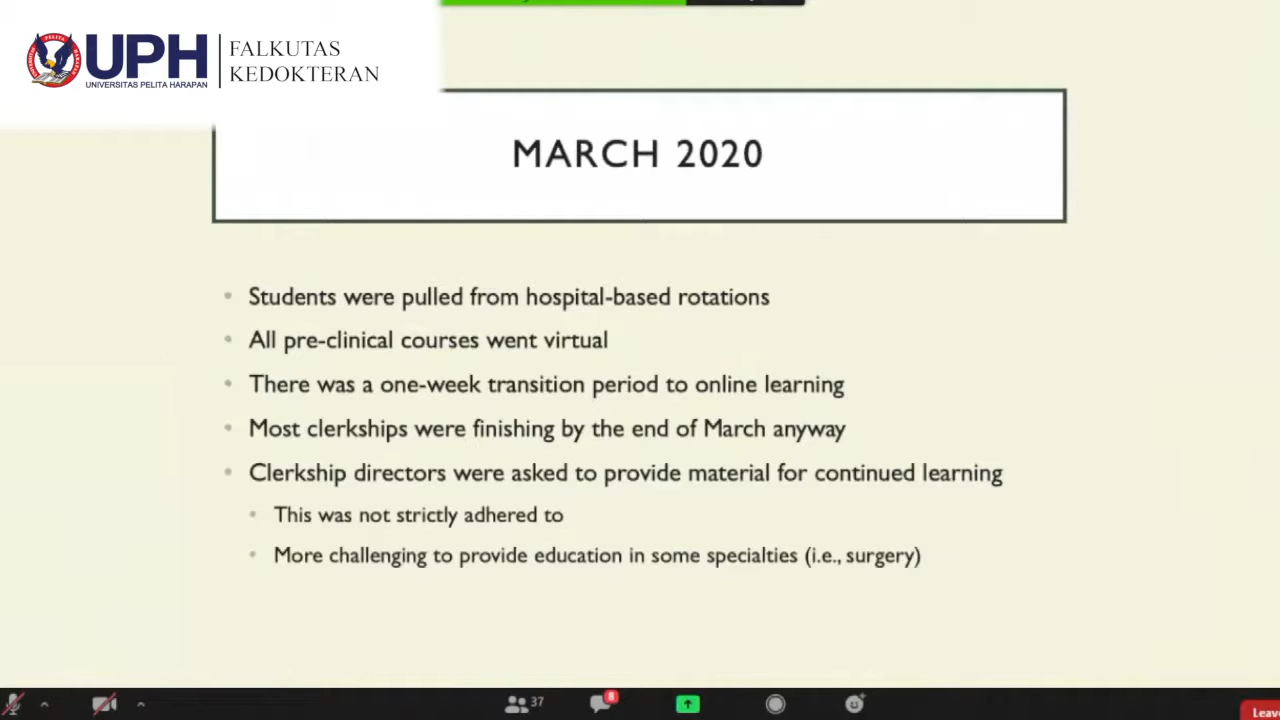 UPH
UNIVERSITAS PELITA HARAPAN
FALKUTAS
KEDOKTERAN
MARCH 2020
Students were pulled from hospital-based rotations
All pre-clinical courses went virtual
There was a one-week transition period to online learning
Most clerkships were finishing by the end of March anyway
Clerkship directors were asked to provide material for continued learning
This was not strictly adhered to
More challenging to provide education in some specialties (i.e., surgery)
37
8
Leav